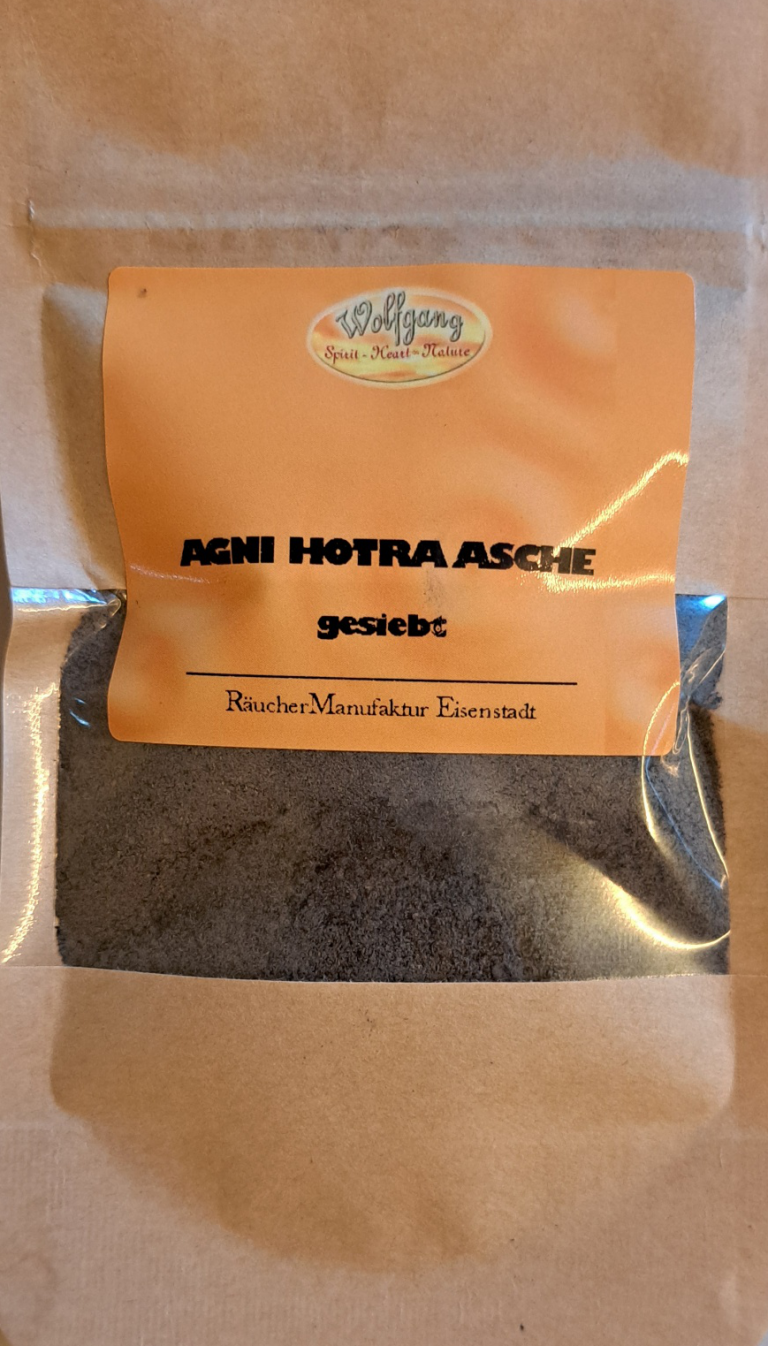 Wolfgang
Spirit - Heart - Nature
AGNI HOTRA ASCHE
gesiebt
RäucherManufaktur Eisenstadt